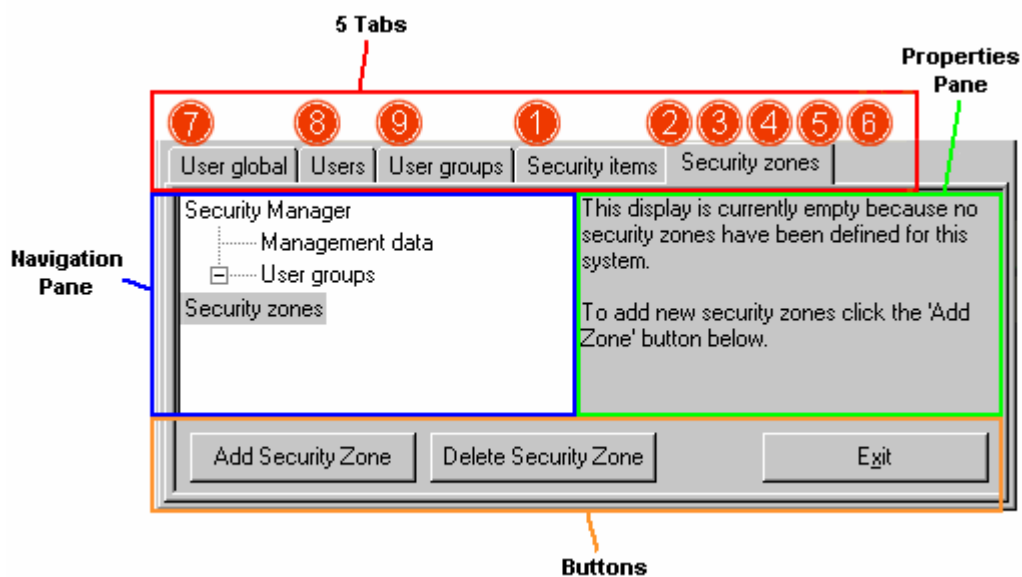 5 Tabs
Properties
Pane
7 8 9 1 2 3 4 5 6
User global Users User groups Security items Security zones
Navigation
Pane
Security Manager
Management data
User groups
Security zones
This display is currently empty because no
security zones have been defined for this
system.
To add new security zones click the 'Add
Zone' button below.
Add Security Zone Delete Security Zone Exit
Buttons